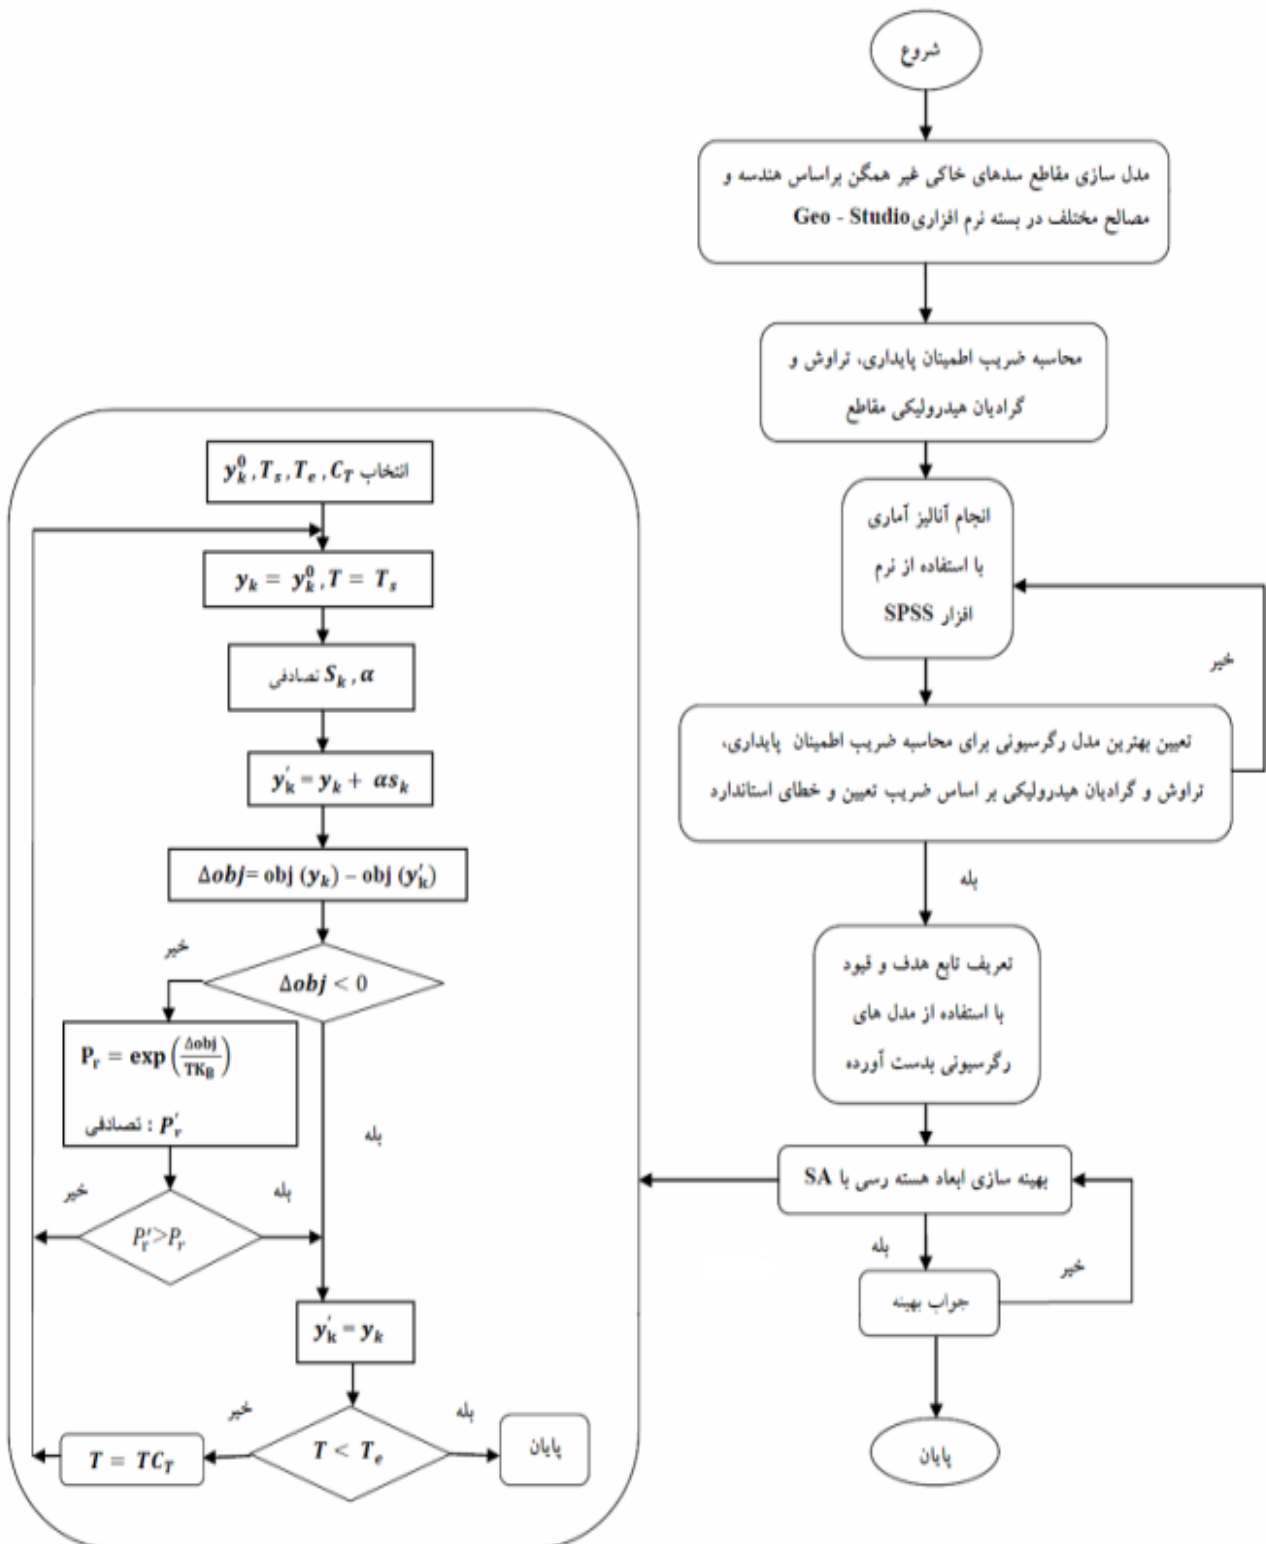 شروع
مدل سازی مقاطع سدهای خاکی غیر همگن براساس هندسه و
مصالح مختلف در بسته نرم افزاری Geo - Studio
محاسبه ضریب اطمینان پایداری، تراوش و
گرادیان هیدرولیکی مقاطع
انجام آنالیز آماری
با استفاده از نرم
افزار SPSS
خیر
تعیین بهترین مدل رگرسیونی برای محاسبه ضریب اطمینان پایداری،
تراوش و گرادیان هیدرولیکی بر اساس ضریب تعیین و خطای استاندارد
بله
تعریف تابع هدف و قیود
با استفاده از مدل های
رگرسیونی بدست آورده
بهینه سازی ابعاد هسته رسی با SA
بله
خیر
جواب بهینه
پایان
انتخاب y_k^0, T_s, T_e, C_T
y_k = y_k^0, T = T_s
تصادفی S_k, α
y'_k = y_k + αs_k
Δobj = obj (y_k) – obj (y'_k)
خیر
Δobj < 0
P_r = exp (Δobj / TK_B)
تصادفی : P'_r
بله
خیر
بله
P'_r > P_r
y'_k = y_k
خیر
بله
T < T_e
پایان
T = TC_T